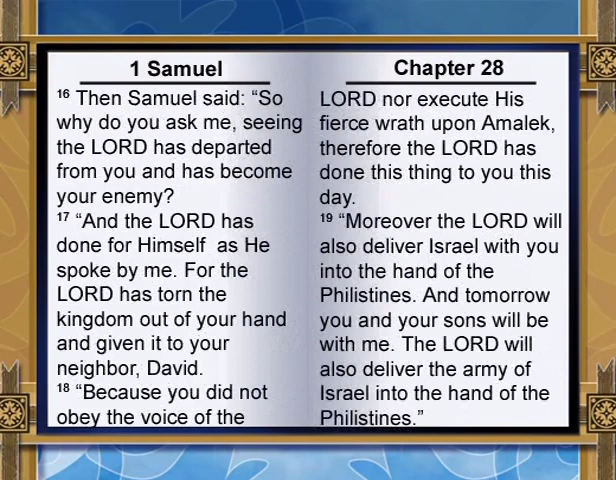 1 Samuel
16 Then Samuel said: “So
why do you ask me, seeing
the LORD has departed
from you and has become
your enemy?
17 “And the LORD has
done for Himself as He
spoke by me. For the
LORD has torn the
kingdom out of your hand
and given it to your
neighbor, David.
18 “Because you did not
obey the voice of the
Chapter 28
LORD nor execute His
fierce wrath upon Amalek,
therefore the LORD has
done this thing to you this
day.
19 “Moreover the LORD will
also deliver Israel with you
into the hand of the
Philistines. And tomorrow
you and your sons will be
with me. The LORD will
also deliver the army of
Israel into the hand of the
Philistines.”